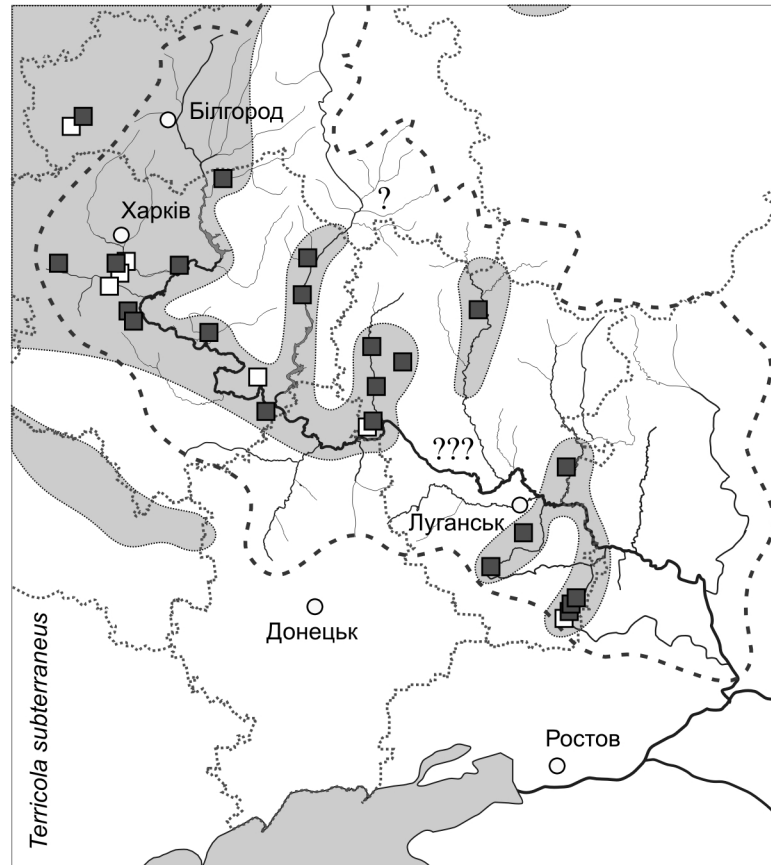 Білгород
?
Харків
???
Луганськ
Донецьк
Ростов
Terricola subterraneus